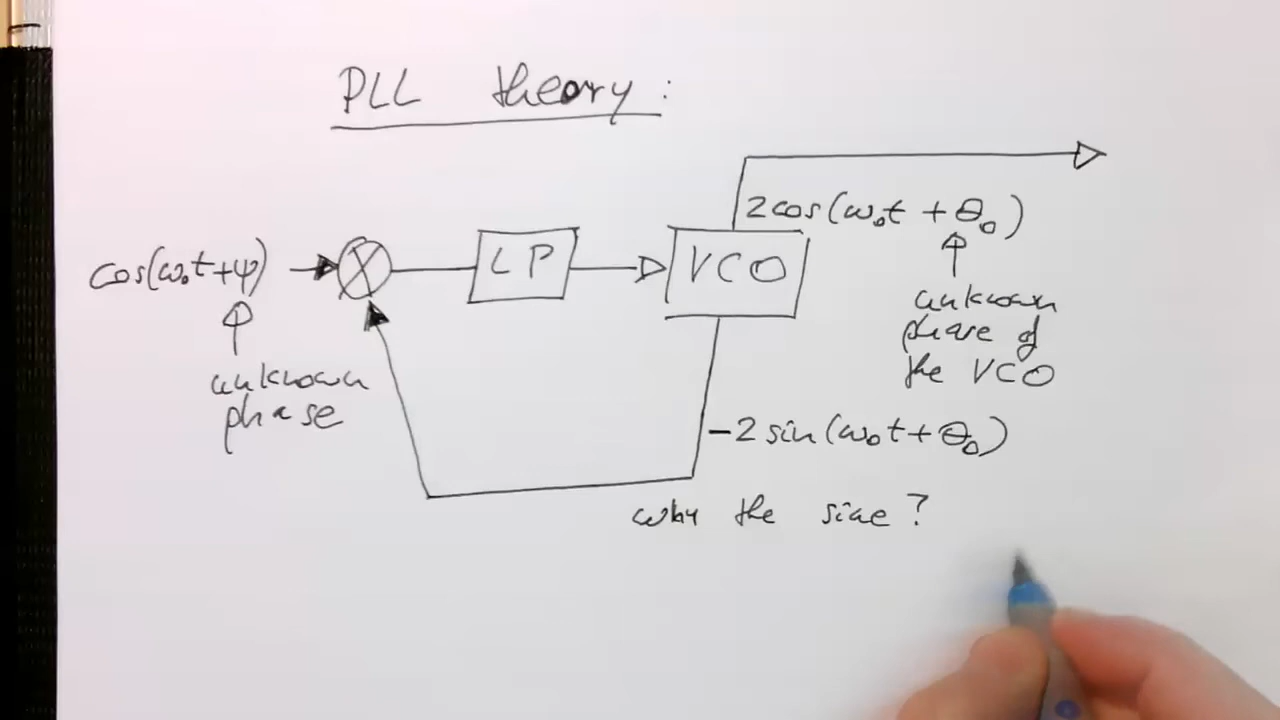 PLL theory:
2cos(ω₀t + θ₀)
cos(ω₀t+φ)
LP
VCO
unknown
phase of
the VCO
unknown
phase
-2 sin(ω₀t + θ₀)
why the sine?